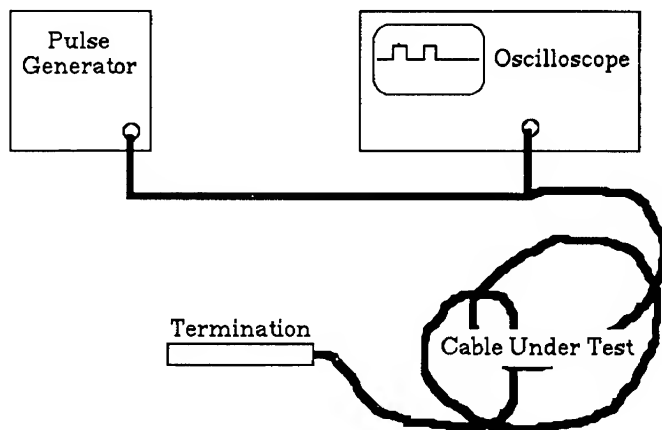 Pulse
Generator
Oscilloscope
Termination
Cable Under Test